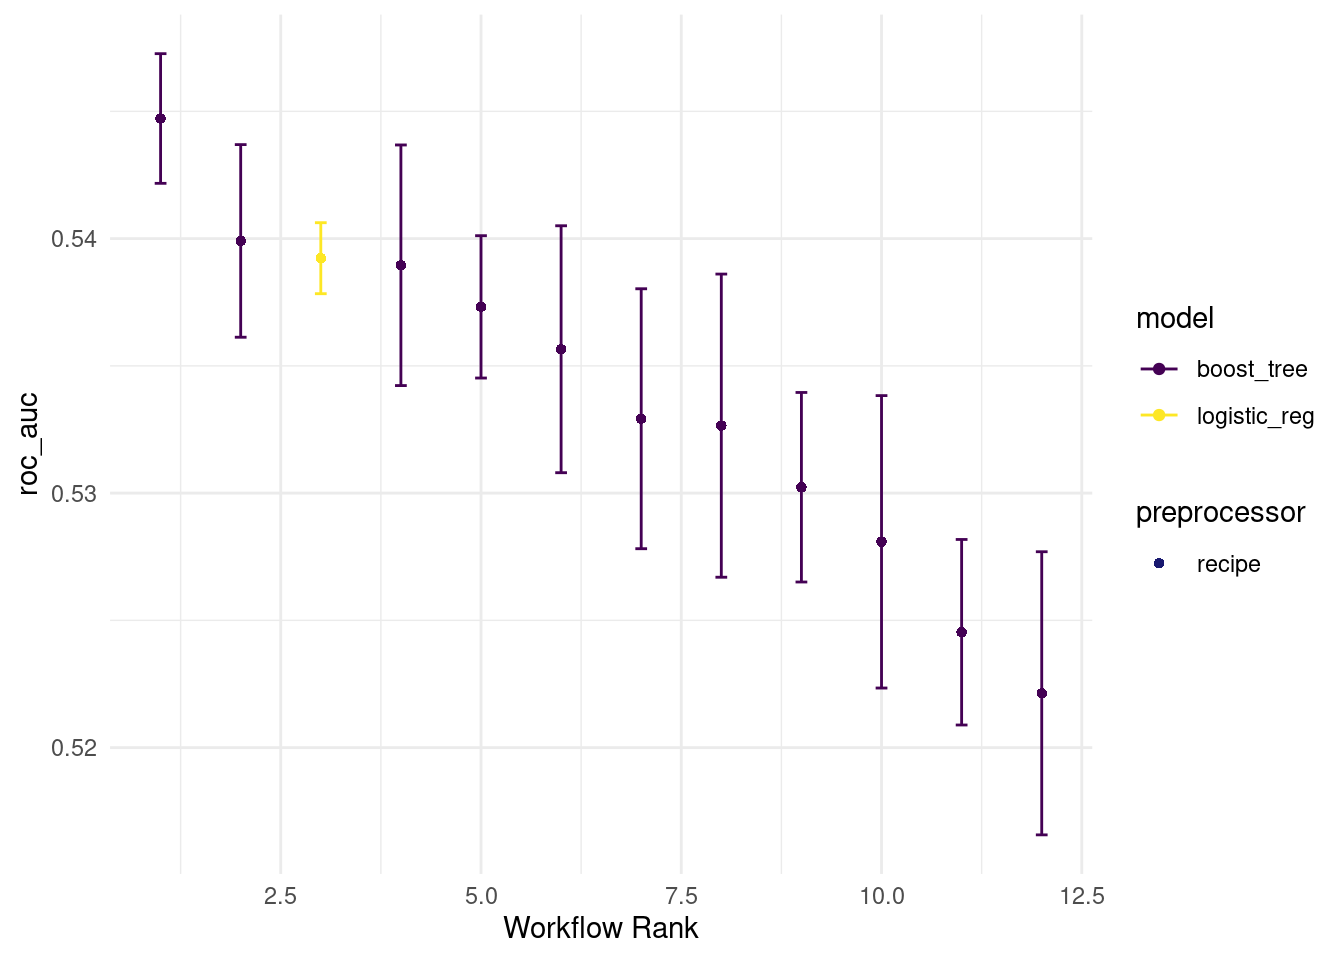 roc_auc
0.54
0.53
0.52
2.5
5.0
7.5
10.0
12.5
Workflow Rank
model
boost_tree
logistic_reg
preprocessor
recipe